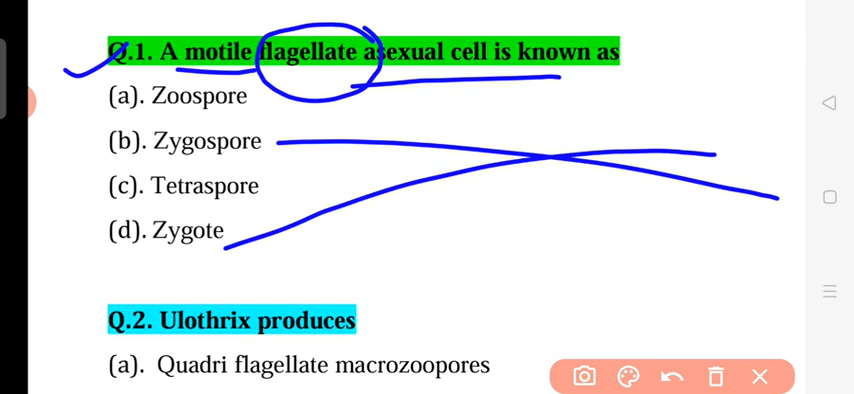 Q.1. A motile flagellate asexual cell is known as
(a). Zoospore
(b). Zygospore
(c). Tetraspore
(d). Zygote
Q.2. Ulothrix produces
(a). Quadri flagellate macrozoopores